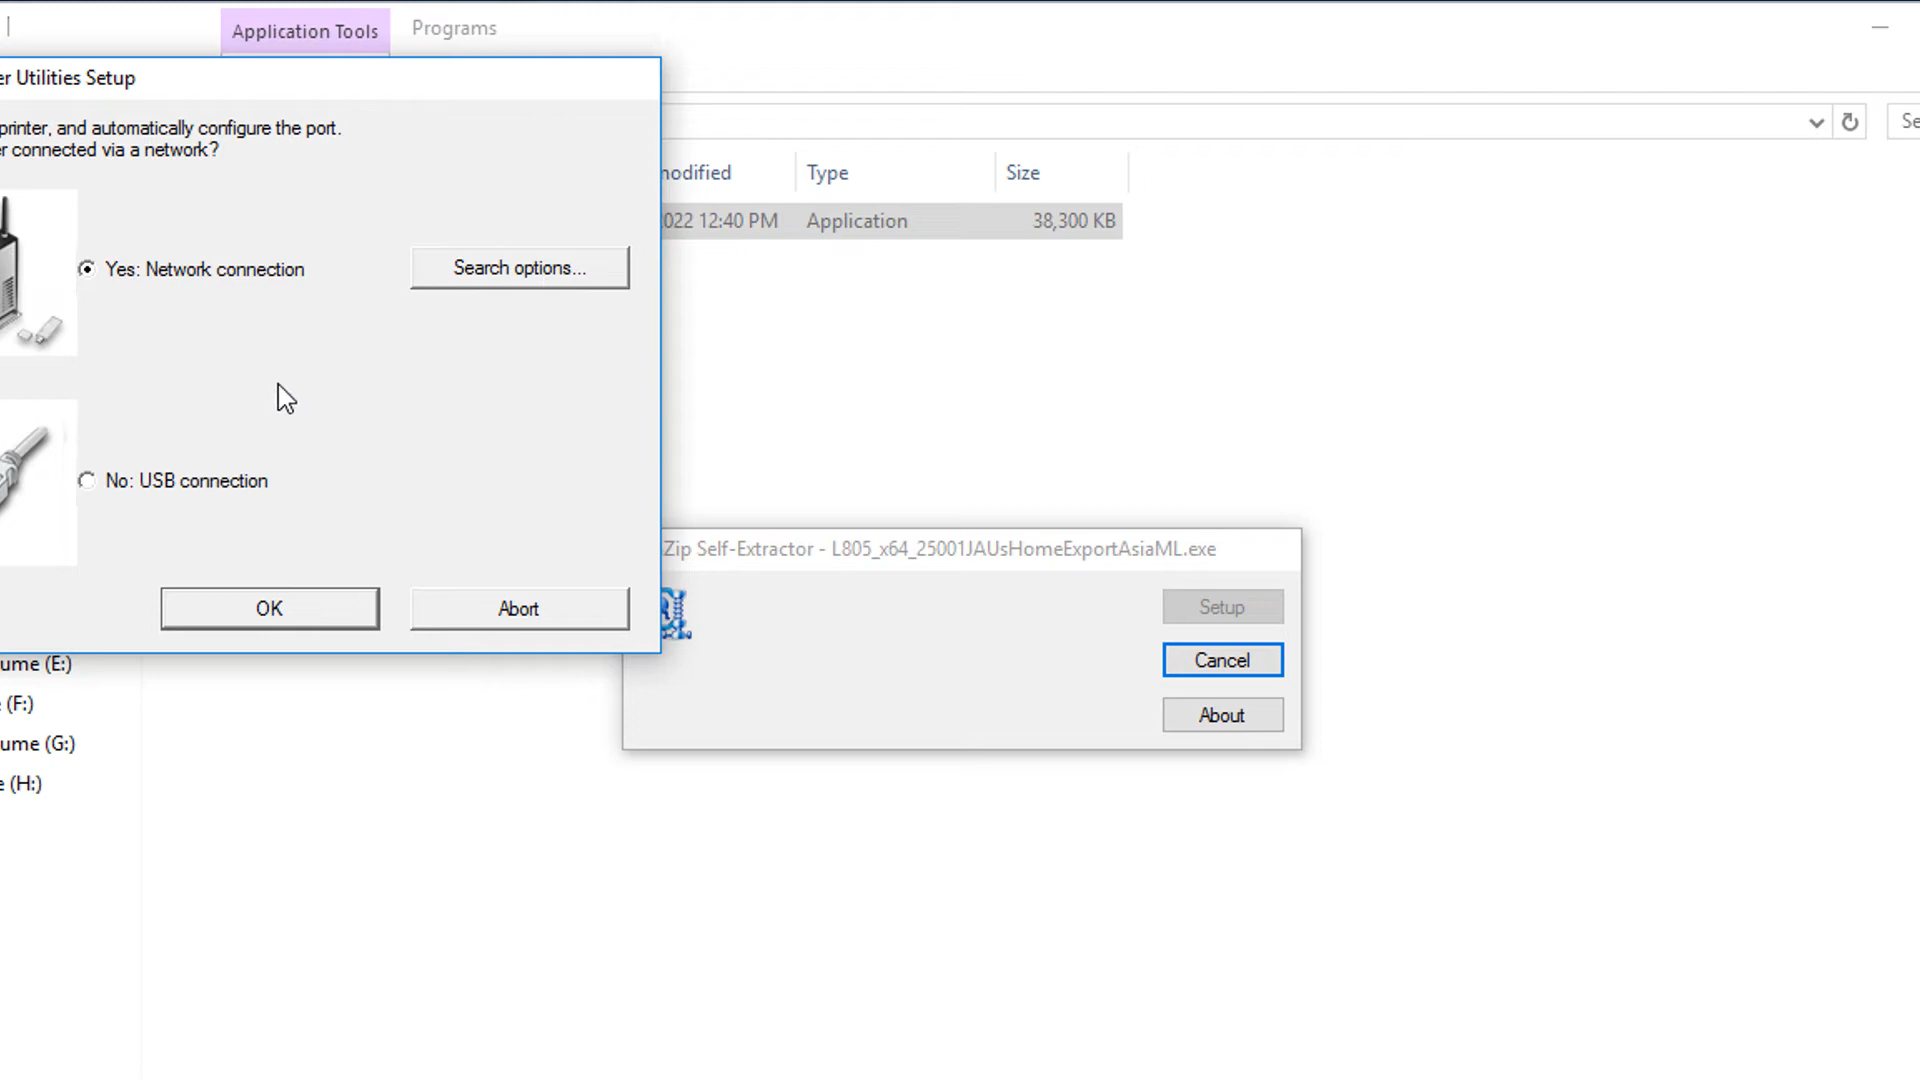 Application Tools
Programs
er Utilities Setup
printer, and automatically configure the port.
er connected via a network?
Yes: Network connection
Search options...
No: USB connection
OK
Abort
Se
modified
Type
Size
2022 12:40 PM
Application
38,300 KB
Zip Self-Extractor - L805_x64_25001JAUsHomeExportAsiaML.exe
Setup
Cancel
About
ume (E:)
e (F:)
ume (G:)
e (H:)